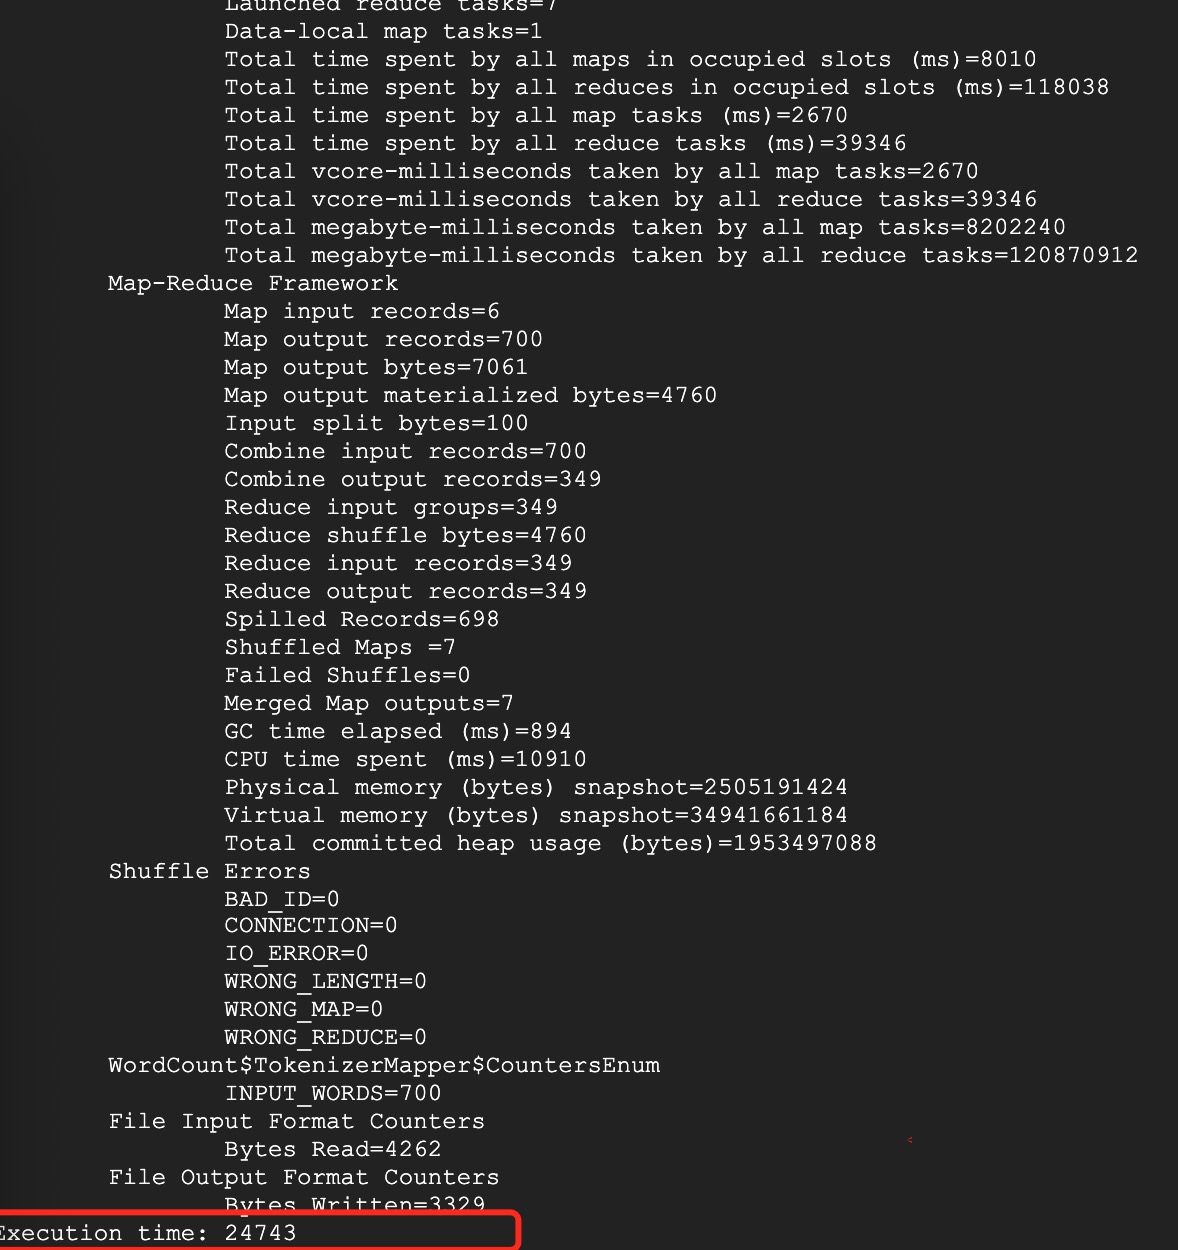 Launched reduce tasks=7
Data-local map tasks=1
Total time spent by all maps in occupied slots (ms)=8010
Total time spent by all reduces in occupied slots (ms)=118038
Total time spent by all map tasks (ms)=2670
Total time spent by all reduce tasks (ms)=39346
Total vcore-milliseconds taken by all map tasks=2670
Total vcore-milliseconds taken by all reduce tasks=39346
Total megabyte-milliseconds taken by all map tasks=8202240
Total megabyte-milliseconds taken by all reduce tasks=120870912
Map-Reduce Framework
Map input records=6
Map output records=700
Map output bytes=7061
Map output materialized bytes=4760
Input split bytes=100
Combine input records=700
Combine output records=349
Reduce input groups=349
Reduce shuffle bytes=4760
Reduce input records=349
Reduce output records=349
Spilled Records=698
Shuffled Maps =7
Failed Shuffles=0
Merged Map outputs=7
GC time elapsed (ms)=894
CPU time spent (ms)=10910
Physical memory (bytes) snapshot=2505191424
Virtual memory (bytes) snapshot=34941661184
Total committed heap usage (bytes)=1953497088
Shuffle Errors
BAD_ID=0
CONNECTION=0
IO_ERROR=0
WRONG_LENGTH=0
WRONG_MAP=0
WRONG_REDUCE=0
WordCount$TokenizerMapper$CountersEnum
INPUT_WORDS=700
File Input Format Counters
Bytes Read=4262
File Output Format Counters
Bytes Written=3329
Execution time: 24743